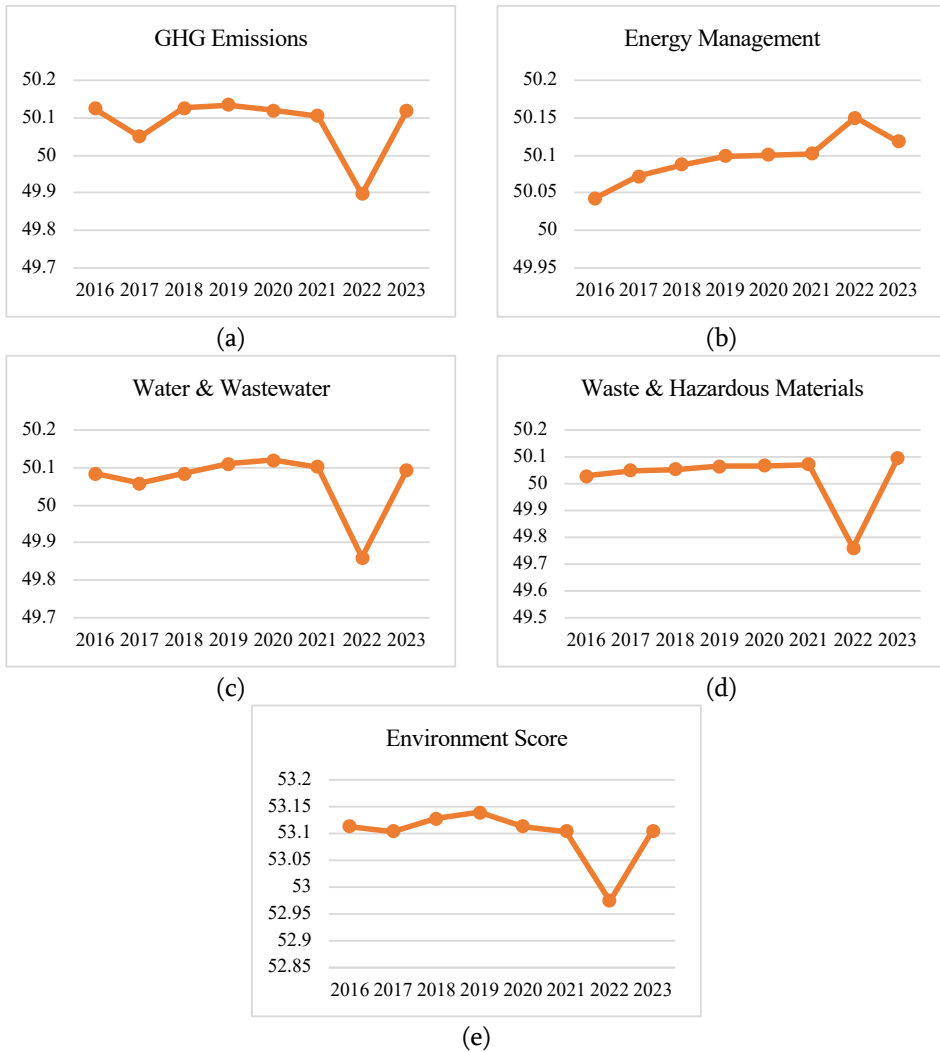 GHG Emissions
50.2
50.1
50
49.9
49.8
49.7
2016 2017 2018 2019 2020 2021 2022 2023
(a)
Energy Management
50.2
50.15
50.1
50.05
50
49.95
2016 2017 2018 2019 2020 2021 2022 2023
(b)
Water & Wastewater
50.2
50.1
50
49.9
49.8
49.7
2016 2017 2018 2019 2020 2021 2022 2023
(c)
Waste & Hazardous Materials
50.2
50.1
50
49.9
49.8
49.7
49.6
49.5
2016 2017 2018 2019 2020 2021 2022 2023
(d)
Environment Score
53.2
53.15
53.1
53.05
53
52.95
52.9
52.85
2016 2017 2018 2019 2020 2021 2022 2023
(e)